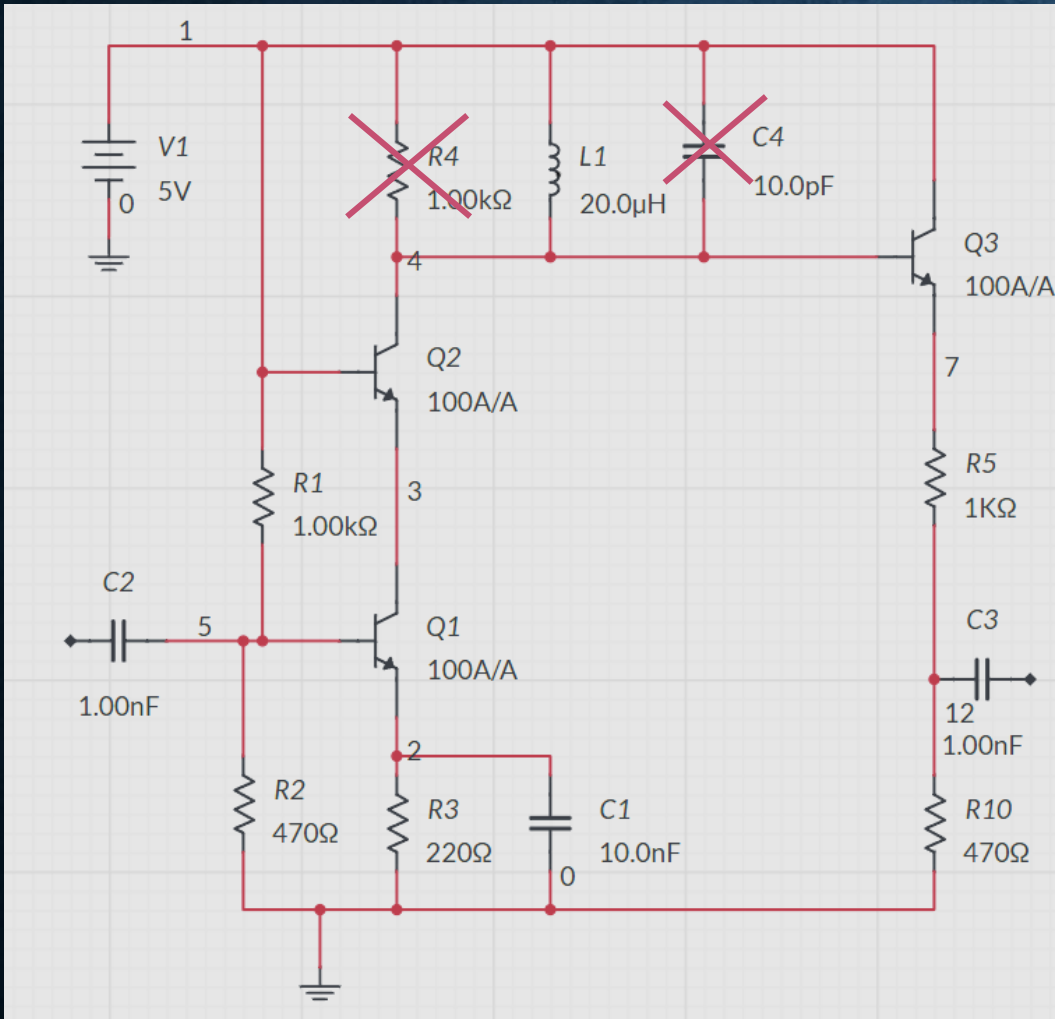 1
V1
5V
0
R4
1.00kΩ
L1
20.0μH
C4
10.0pF
4
Q3
100A/A
Q2
100A/A
7
R1
1.00kΩ
3
R5
1KΩ
C2
5
1.00nF
Q1
100A/A
C3
12
1.00nF
2
R2
470Ω
R3
220Ω
C1
10.0nF
0
R10
470Ω